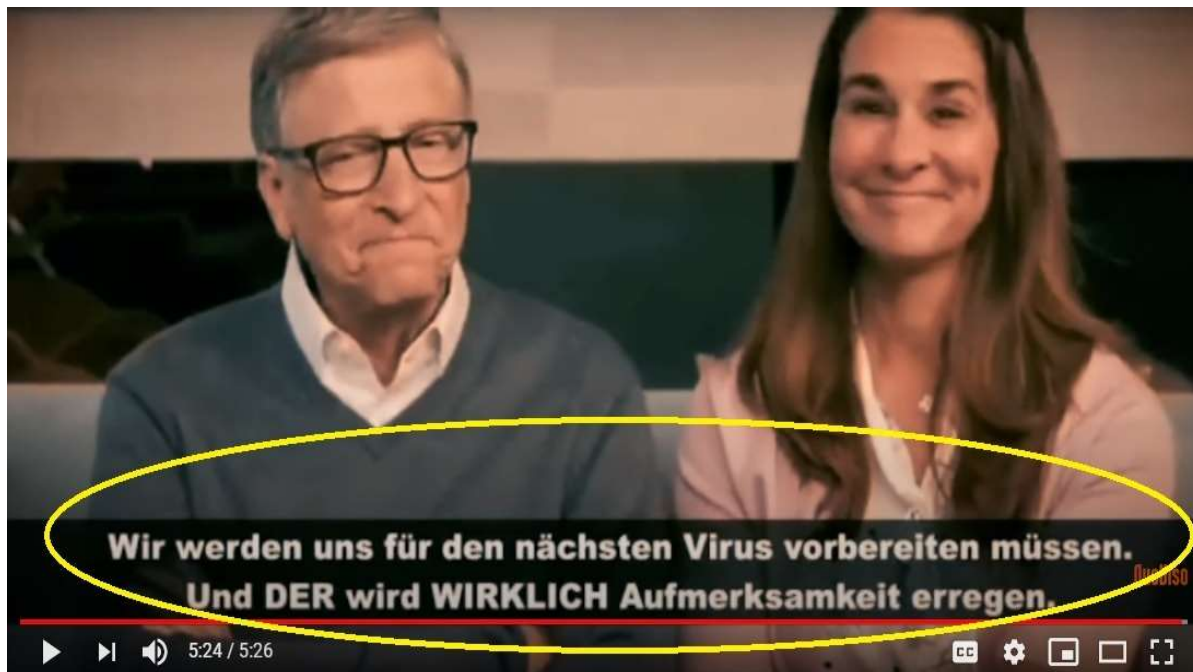 Wir werden uns für den nächsten Virus vorbereiten müssen.
Und DER wird WIRKLICH Aufmerksamkeit erregen.
5:24 / 5:26
CC